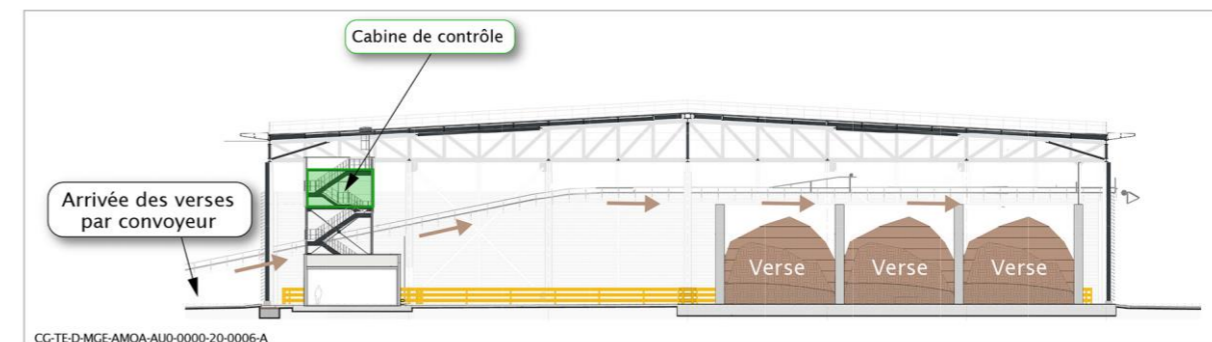 Cabine de contrôle
Arrivée des verses
par convoyeur
Verse
Verse
Verse
CG-TE-D-MGE-AMOA-AU0-0000-20-0006-A